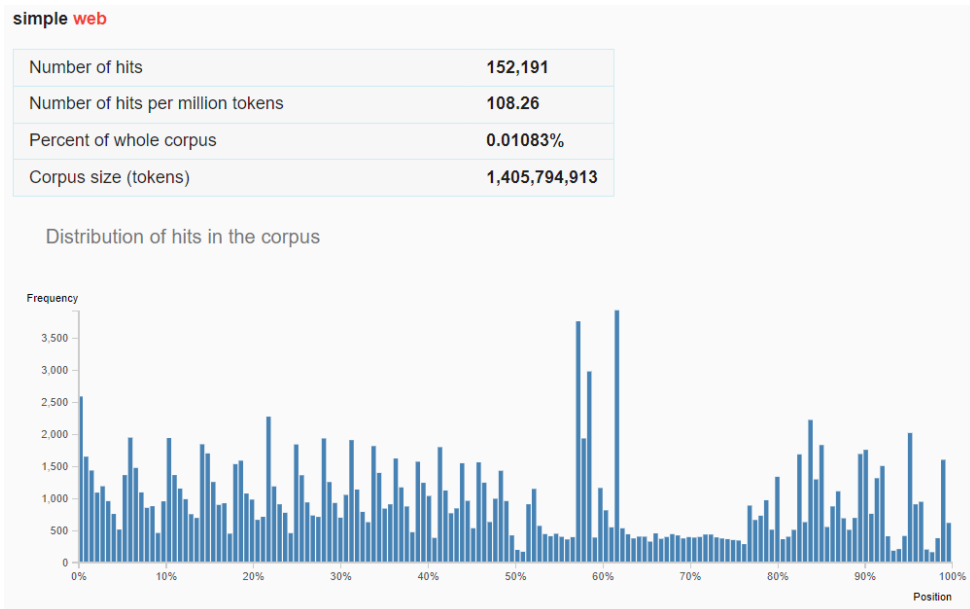 simple web
Number of hits 152,191
Number of hits per million tokens 108.26
Percent of whole corpus 0.01083%
Corpus size (tokens) 1,405,794,913
Distribution of hits in the corpus
Frequency
3,500
3,000
2,500
2,000
1,500
1,000
500
0
0% 10% 20% 30% 40% 50% 60% 70% 80% 90% 100%
Position